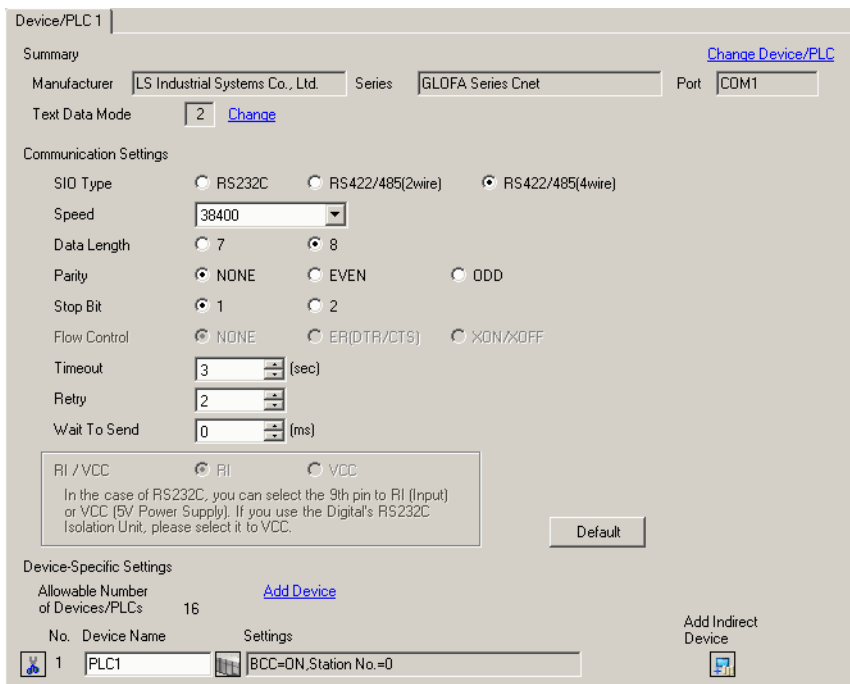 Device/PLC 1
Summary
Change Device/PLC
Manufacturer LS Industrial Systems Co., Ltd. Series GLOFA Series Cnet Port COM1
Text Data Mode 2 Change
Communication Settings
SIO Type RS232C RS422/485(2wire) RS422/485(4wire)
Speed 38400
Data Length 7 8
Parity NONE EVEN ODD
Stop Bit 1 2
Flow Control NONE ER(DTR/CTS) XON/XOFF
Timeout 3 (sec)
Retry 2
Wait To Send 0 (ms)
RI / VCC RI VCC
In the case of RS232C, you can select the 9th pin to RI (Input)
or VCC (5V Power Supply). If you use the Digital's RS232C
Isolation Unit, please select it to VCC.
Default
Device-Specific Settings
Allowable Number
of Devices/PLCs 16
Add Device
Add Indirect
Device
No. Device Name Settings
1 PLC1 BCC=ON,Station No.=0